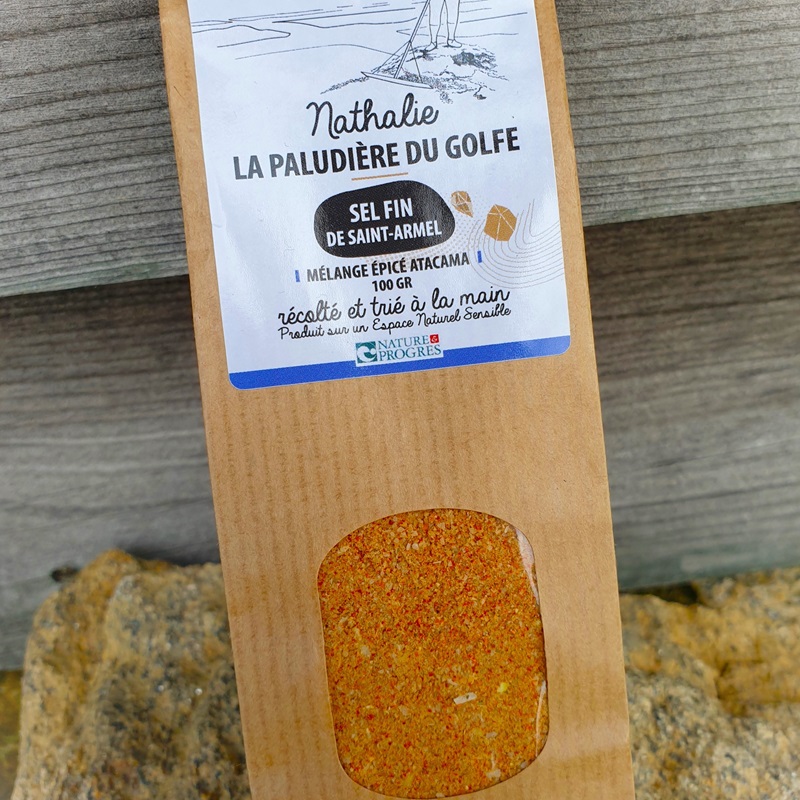 Nathalie
LA PALUDIÈRE DU GOLFE
SEL FIN
DE SAINT-ARMEL
MÉLANGE ÉPICÉ ATACAMA
100 GR
récolté et trié à la main
Produit sur un Espace Naturel Sensible
NATURE &
PROGRES